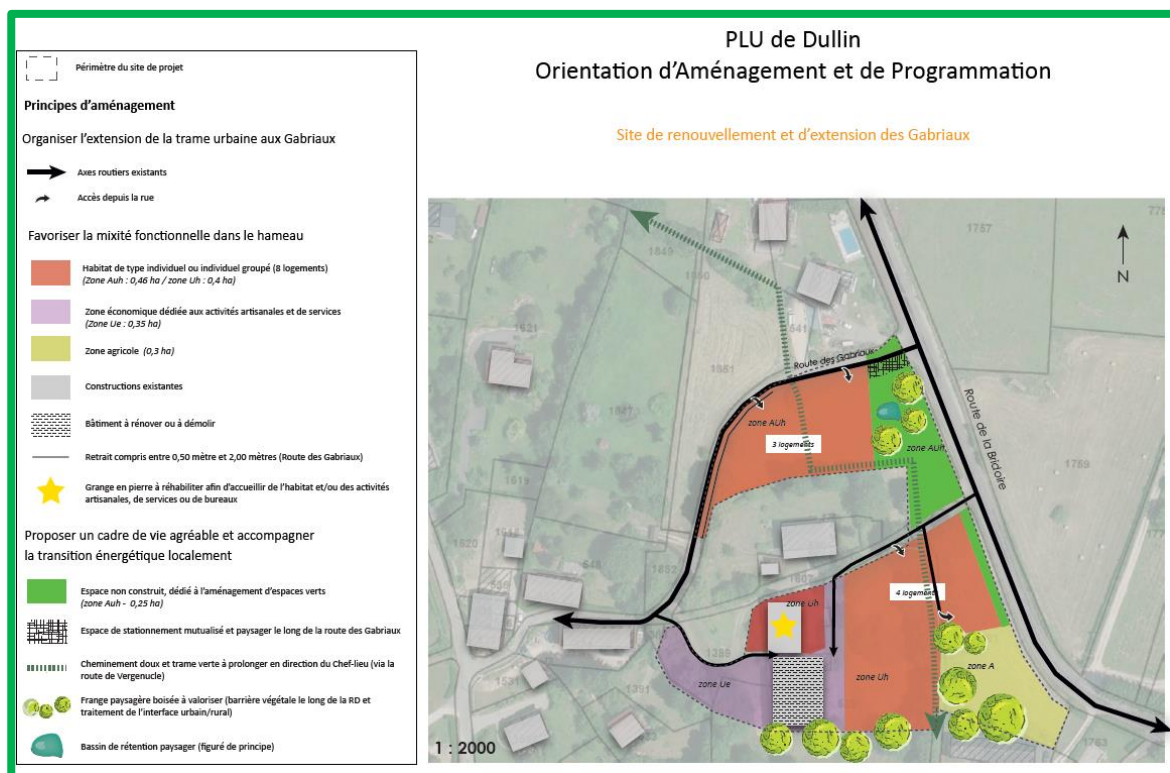 PLU de Dullin
Orientation d'Aménagement et de Programmation
Site de renouvellement et d'extension des Gabriaux
Périmètre du site de projet
Principes d'aménagement
Organiser l'extension de la trame urbaine aux Gabriaux
Axes routiers existants
Accès depuis la rue
Favoriser la mixité fonctionnelle dans le hameau
Habitat de type individuel ou individuel groupé (8 logements)
(Zone Auh : 0,46 ha / zone Uh : 0,4 ha)
Zone économique dédiée aux activités artisanales et de services
(Zone Ue : 0,35 ha)
Zone agricole (0,3 ha)
Constructions existantes
Bâtiment à rénover ou à démolir
Retrait compris entre 0,50 mètre et 2,00 mètres (Route des Gabriaux)
Grange en pierre à réhabiliter afin d'accueillir de l'habitat et/ou des activités
artisanales, de services ou de bureaux
Proposer un cadre de vie agréable et accompagner
la transition énergétique localement
Espace non construit, dédié à l'aménagement d'espaces verts
(zone Auh - 0,25 ha)
Espace de stationnement mutualisé et paysager le long de la route des Gabriaux
Cheminement doux et trame verte à prolonger en direction du Chef-lieu (via la
route de Vergenucle)
Frange paysagère boisée à valoriser (barrière végétale le long de la RD et
traitement de l'interface urbain/rural)
Bassin de rétention paysager (figuré de principe)
1757
N
1849
1621
1851
Route des Gabriaux
zone AUh
3 logements
zone AUh
Route de la Bridoire
1759
1620
1852
1607
zone Uh
4 logements
zone Ue
zone Uh
zone A
1531
1391
1763
1 : 2000